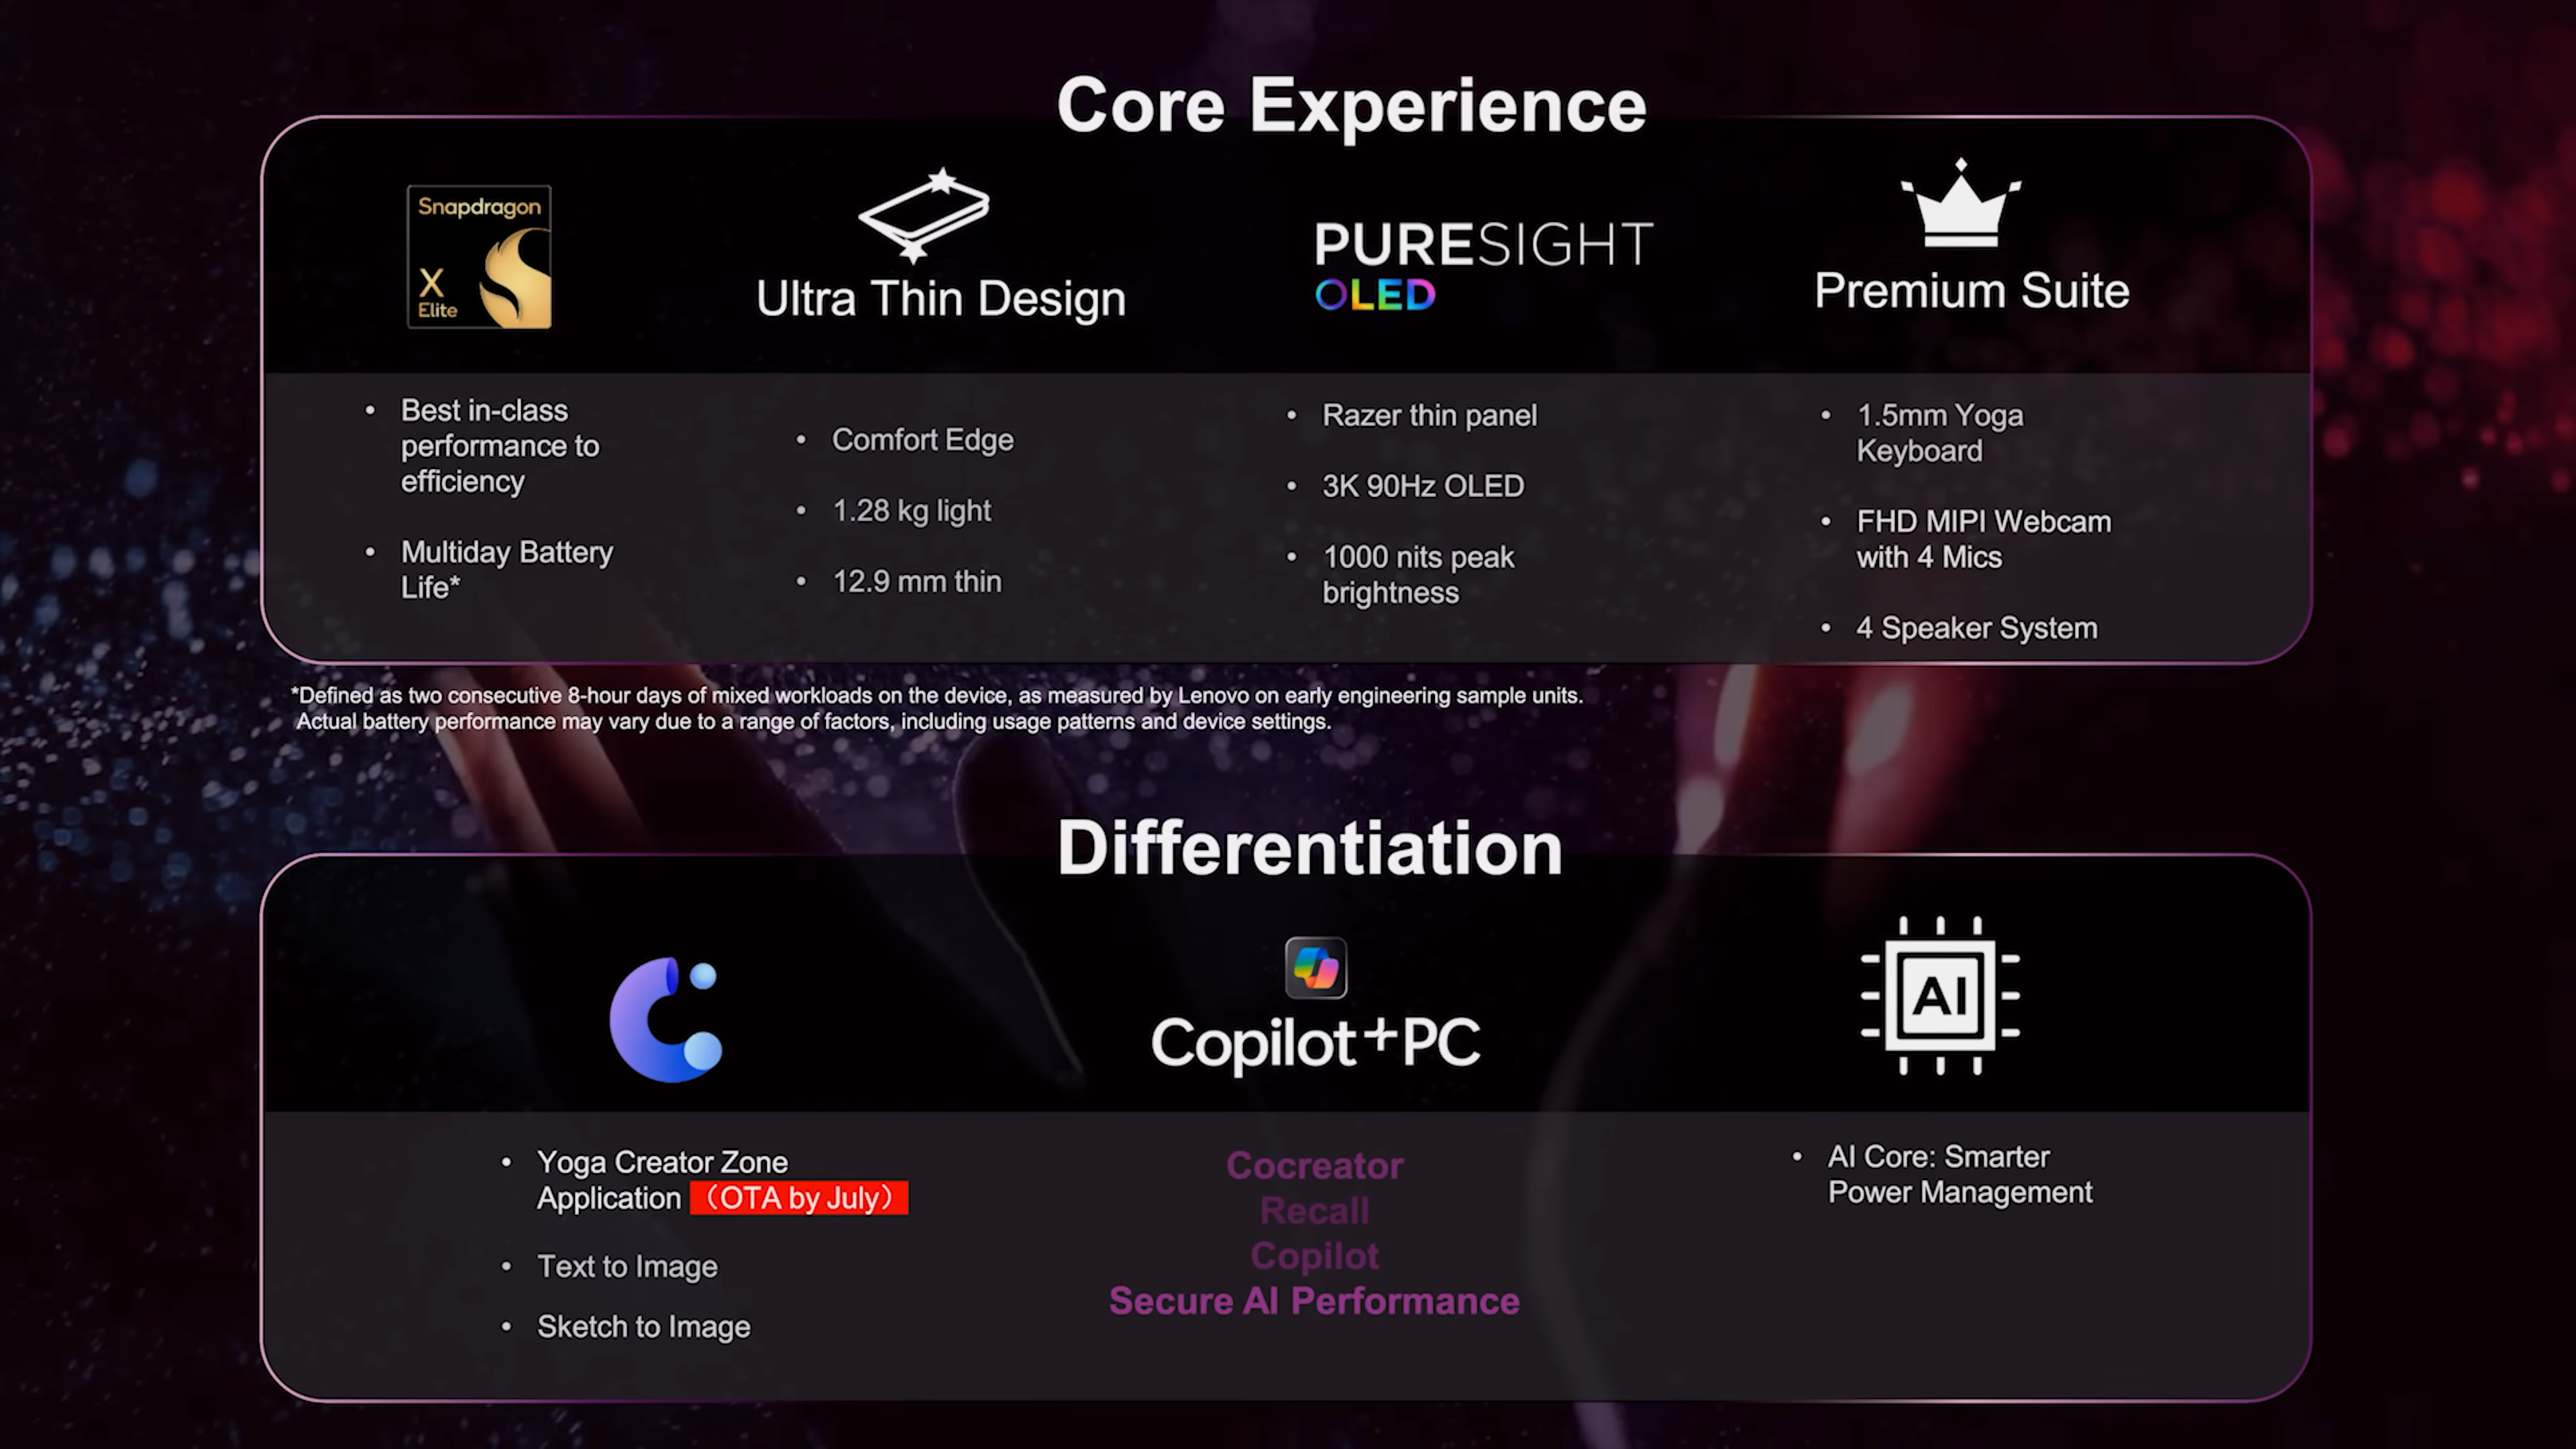 Core Experience
Snapdragon
X
Elite
Ultra Thin Design
PURESIGHT
OLED
Premium Suite
• Best in-class
performance to
efficiency
• Multiday Battery
Life*
• Comfort Edge
• 1.28 kg light
• 12.9 mm thin
• Razer thin panel
• 3K 90Hz OLED
• 1000 nits peak
brightness
• 1.5mm Yoga
Keyboard
• FHD MIPI Webcam
with 4 Mics
• 4 Speaker System
*Defined as two consecutive 8-hour days of mixed workloads on the device, as measured by Lenovo on early engineering sample units.
Actual battery performance may vary due to a range of factors, including usage patterns and device settings.
Differentiation
Copilot+PC
AI
• Yoga Creator Zone
Application（OTA by July）
• Text to Image
• Sketch to Image
Cocreator
Recall
Copilot
Secure AI Performance
• AI Core: Smarter
Power Management